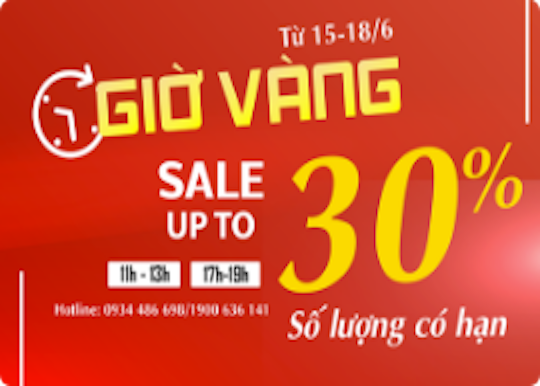 Từ 15-18/6
GIỜ VÀNG
SALE
UP TO
30%
11h - 13h 17h-19h
Hotline: 0934 486 698/1900 636 141
Số lượng có hạn